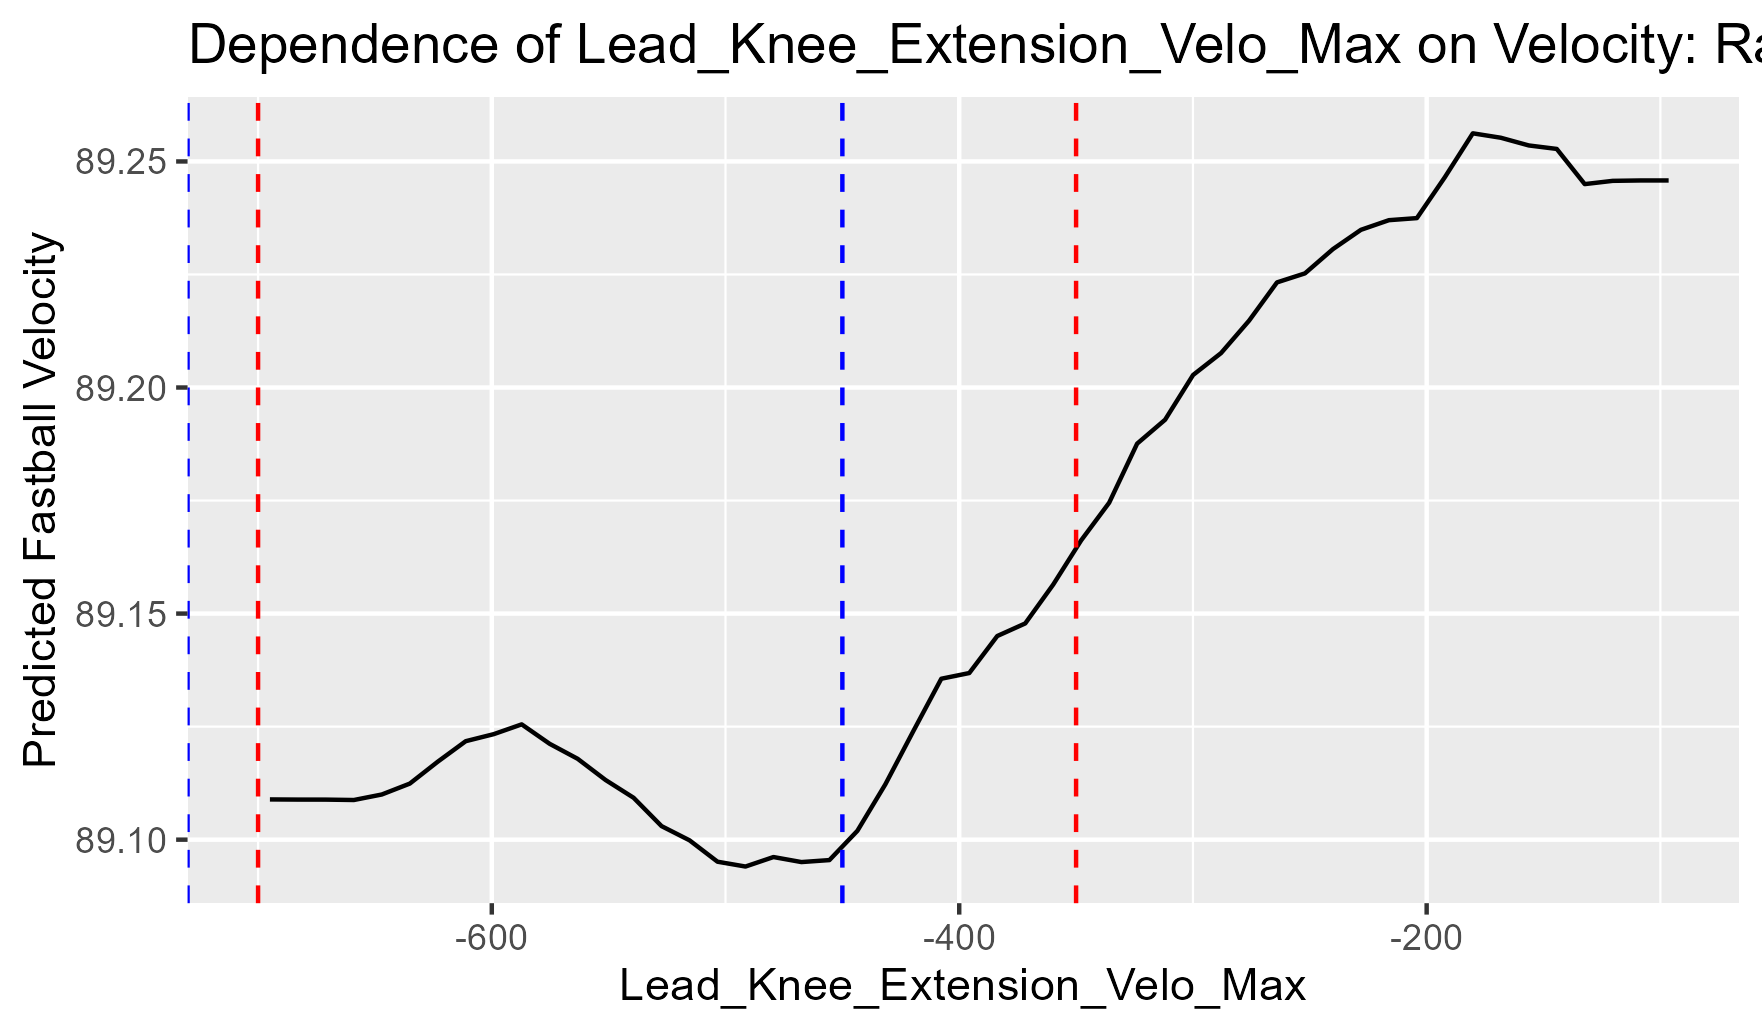 Dependence of Lead_Knee_Extension_Velo_Max on Velocity:
89.25
89.20
89.15
89.10
Predicted Fastball Velocity
-600 -400 -200
Lead_Knee_Extension_Velo_Max